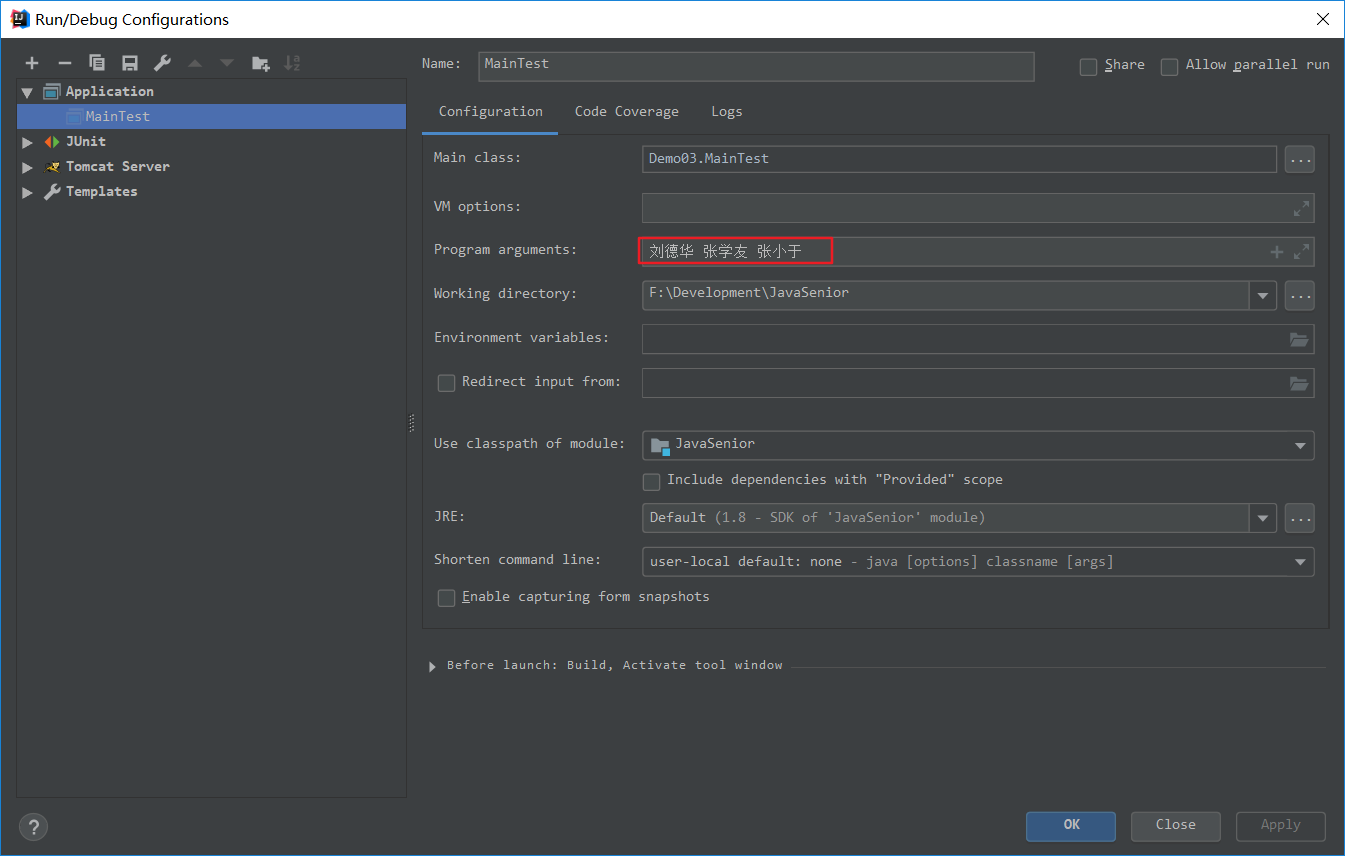 Run/Debug Configurations
Name: MainTest Share Allow parallel run
Application
MainTest
JUnit
Tomcat Server
Templates
Configuration Code Coverage Logs
Main class: Demo03.MainTest ...
VM options:
Program arguments: 刘德华 张学友 张小于
Working directory: F:\Development\JavaSenior ...
Environment variables:
Redirect input from:
Use classpath of module: JavaSenior
Include dependencies with "Provided" scope
JRE: Default (1.8 - SDK of 'JavaSenior' module) ...
Shorten command line: user-local default: none - java [options] classname [args]
Enable capturing form snapshots
Before launch: Build, Activate tool window
? OK Close Apply